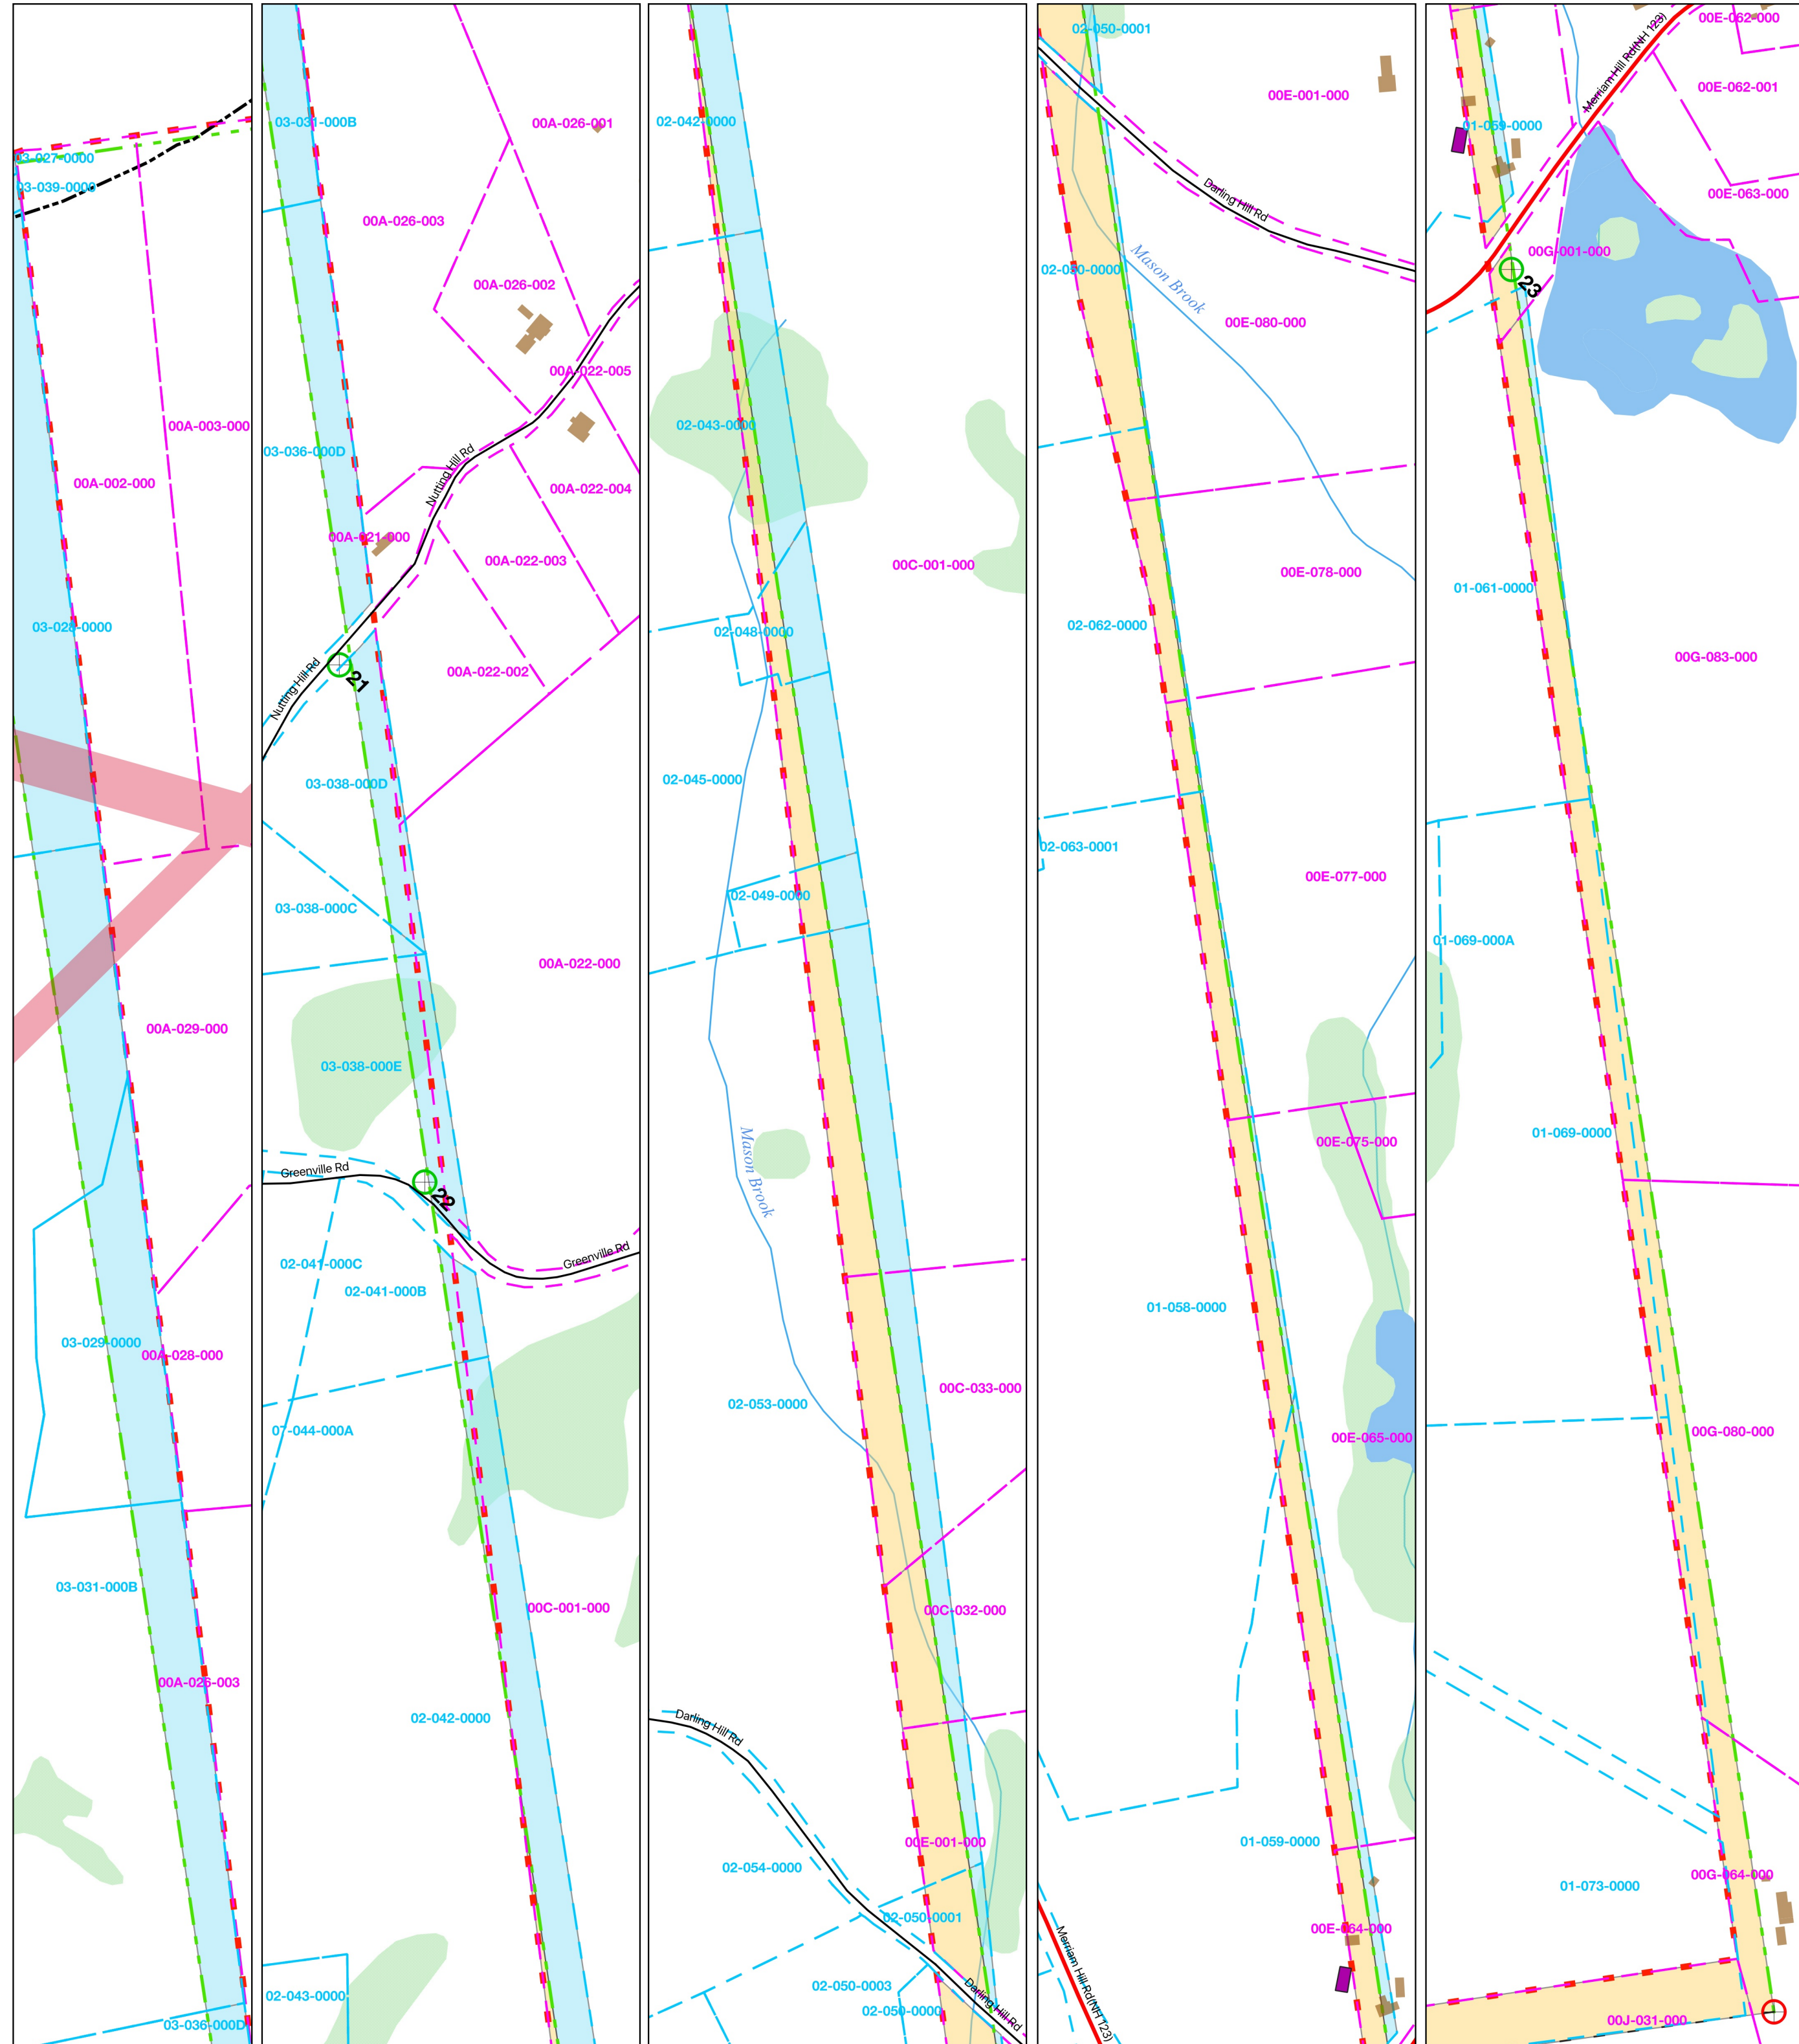 03-027-0000
03-039-0000
00A-003-000
00A-002-000
03-028-0000
00A-029-000
03-029-0000
00A-028-000
03-031-000B
00A-026-003
03-036-000D
03-031-000B
00A-026-001
00A-026-003
00A-026-002
00A-022-005
03-036-000D
Nutting Hill Rd
00A-022-004
00A-021-000
00A-022-003
00A-022-002
Nutting Hill Rd
21
03-038-000D
03-038-000C
00A-022-000
03-038-000E
Greenville Rd
22
Greenville Rd
02-041-000C
02-041-000B
02-044-000A
00C-001-000
02-042-0000
02-043-0000
02-042-0000
02-043-0000
00C-001-000
02-048-0000
02-045-0000
02-049-0000
Mason Brook
00C-033-000
02-053-0000
00C-032-000
Darling Hill Rd
00E-001-000
02-054-0000
02-050-0001
02-050-0003
02-050-0000
Darling Hill Rd
02-050-0001
00E-001-000
Darling Hill Rd
02-080-0000
Mason Brook
00E-080-000
00E-078-000
02-062-0000
02-063-0001
00E-077-000
00E-075-000
01-058-0000
00E-065-000
01-059-0000
00E-064-000
Merriam Hill Rd(NH 123)
00E-062-000
Merriam Hill Rd(NH 123)
00E-062-001
01-059-0000
00E-063-000
00G-001-000
23
01-061-0000
00G-083-000
01-069-000A
01-069-0000
00G-080-000
00G-064-000
01-073-0000
00J-031-000